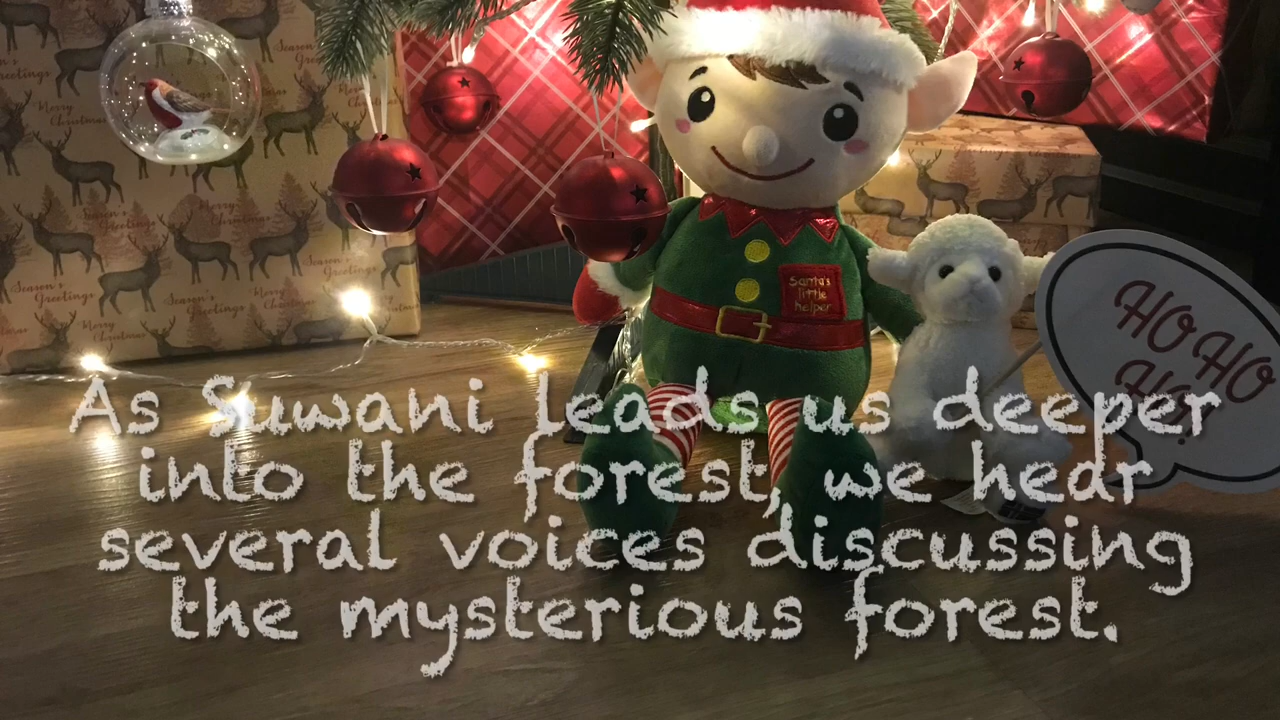 Season's
Greetings
Merry
Christmas
Santa's
little
helper
HO HO
HO!
As Suwani leads us deeper
into the forest, we hear
several voices discussing
the mysterious forest.